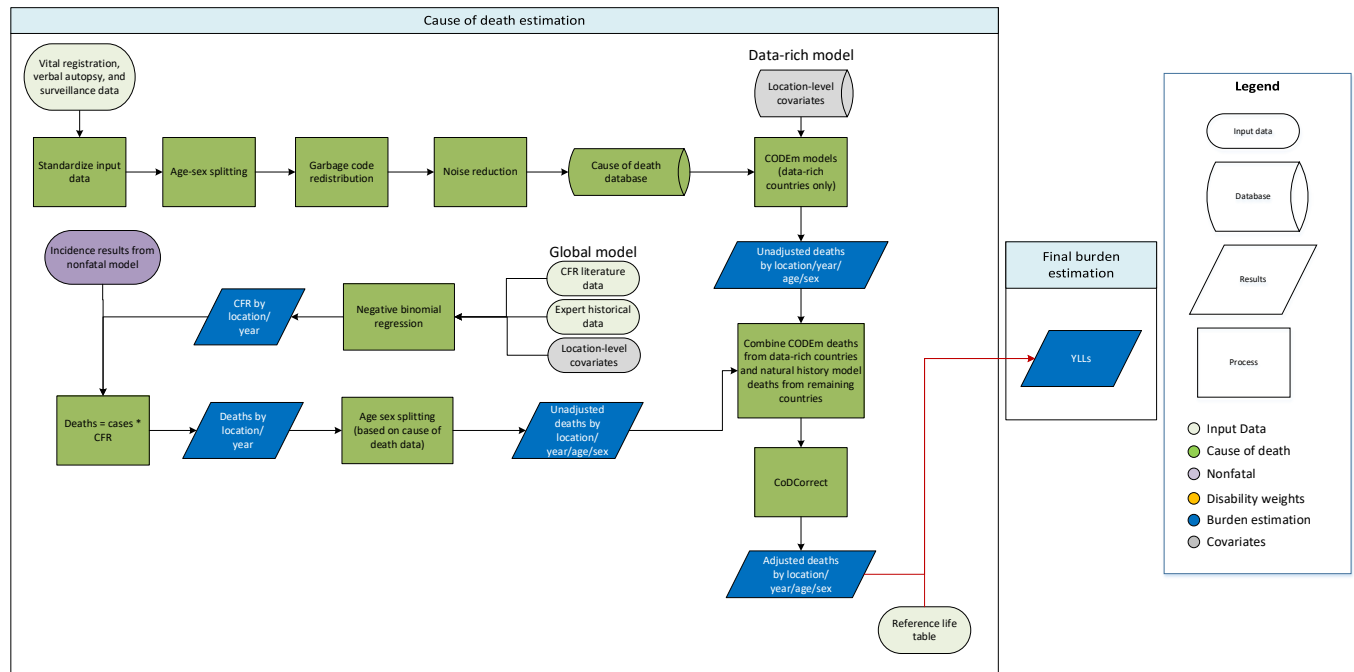 Cause of death estimation
Vital registration,
verbal autopsy, and
surveillance data
Data-rich model
Location-level
covariates
Standardize input
data
Age-sex splitting
Garbage code
redistribution
Noise reduction
Cause of death
database
CODEm models
(data-rich
countries only)
Incidence results from
nonfatal model
Global model
CFR literature
data
Expert historical
data
Location-level
covariates
Negative binomial
regression
CFR by
location/
year
Unadjusted deaths
by location/year/
age/sex
Combine CODEm deaths
from data-rich countries
and natural history model
deaths from remaining
countries
Deaths = cases *
CFR
Deaths by
location/
year
Age sex splitting
(based on cause of
death data)
Unadjusted
deaths by
location/
year/age/sex
CoDCorrect
Adjusted deaths
by location/
year/age/sex
Reference life
table
Final burden
estimation
YLLs
Legend
Input data
Database
Results
Process
Input Data
Cause of death
Nonfatal
Disability weights
Burden estimation
Covariates